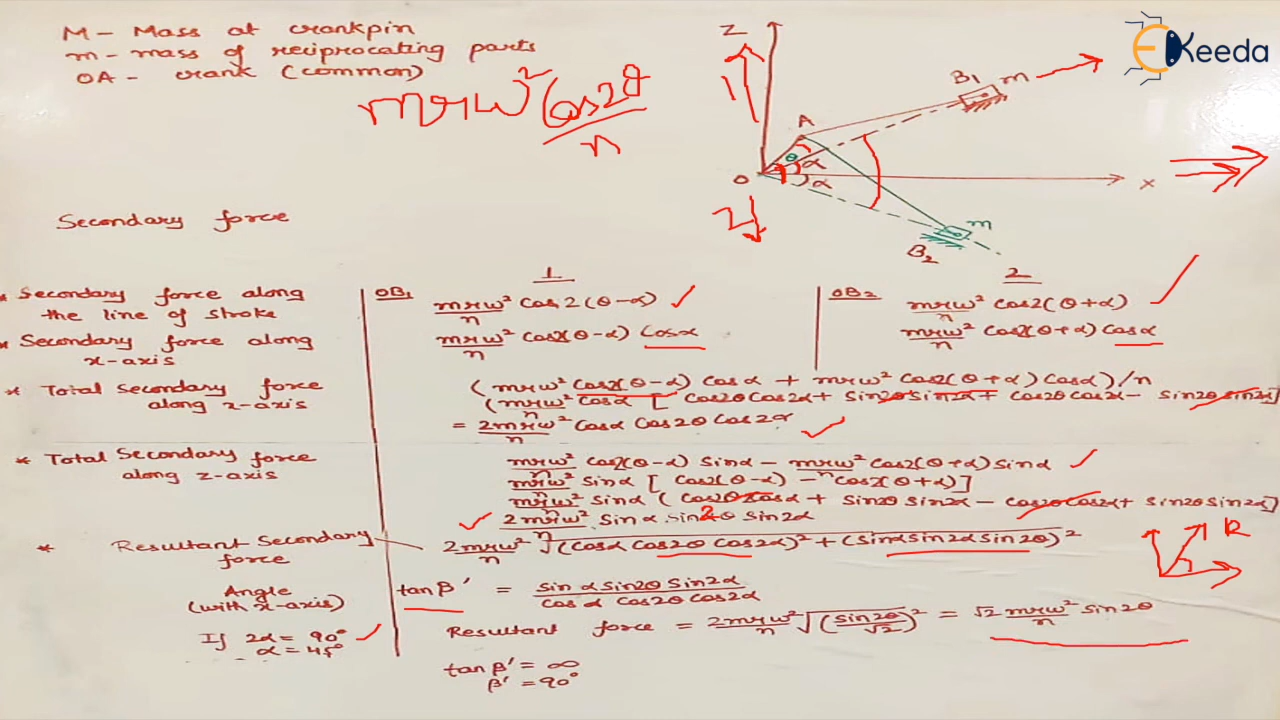 M - Mass at crankpin
m - mass of reciprocating parts
OA - crank (common)
mrω² Cos2θ/n
EKeeda
Z
A
B₁ m
θ
α
α
O
x
m
B₂
Secondary force
1
2
* Secondary force along the line of stroke
OB₁
mrω²/n Cos 2(θ-α)
OB₂
mrω²/n cos2(θ+α)
* Secondary force along x-axis
mrω²/n cos2(θ-α) Cosα
mrω²/n cos2(θ+α) Cosα
* Total Secondary force along x-axis
(mrω² cos2(θ-α) Cosα + mrω² cos2(θ+α) Cosα)/n
(mrω² Cosα [ Cos2θ Cos2α + Sin2θ Sin2α + Cos2θ Cos2α - Sin2θ Sin2α]
= 2mrω²/n Cosα Cos2θ Cos2α
* Total Secondary force along z-axis
mrω²/n cos2(θ-α) Sinα - mrω²/n cos2(θ+α) Sinα
mrω²/n Sinα [ Cos2(θ-α) - Cos2(θ+α)]
mrω²/n Sinα ( Cos2θ Cos2α + Sin2θ Sin2α - Cos2θ Cos2α + Sin2θ Sin2α]
2mrω²/n Sinα Sin2θ Sin2α
* Resultant Secondary force
2mrω²/n √(Cosα Cos2θ Cos2α)² + (Sinα Sin2α Sin2θ)²
R
Angle (with x-axis)
tanβ' = Sinα Sin2θ Sin2α / Cosα Cos2θ Cos2α
If 2α = 90°
α = 45°
Resultant force = 2mrω²/n √(Sin2θ/√2)² = √2 mrω²/n Sin2θ
tanβ' = ∞
β' = 90°